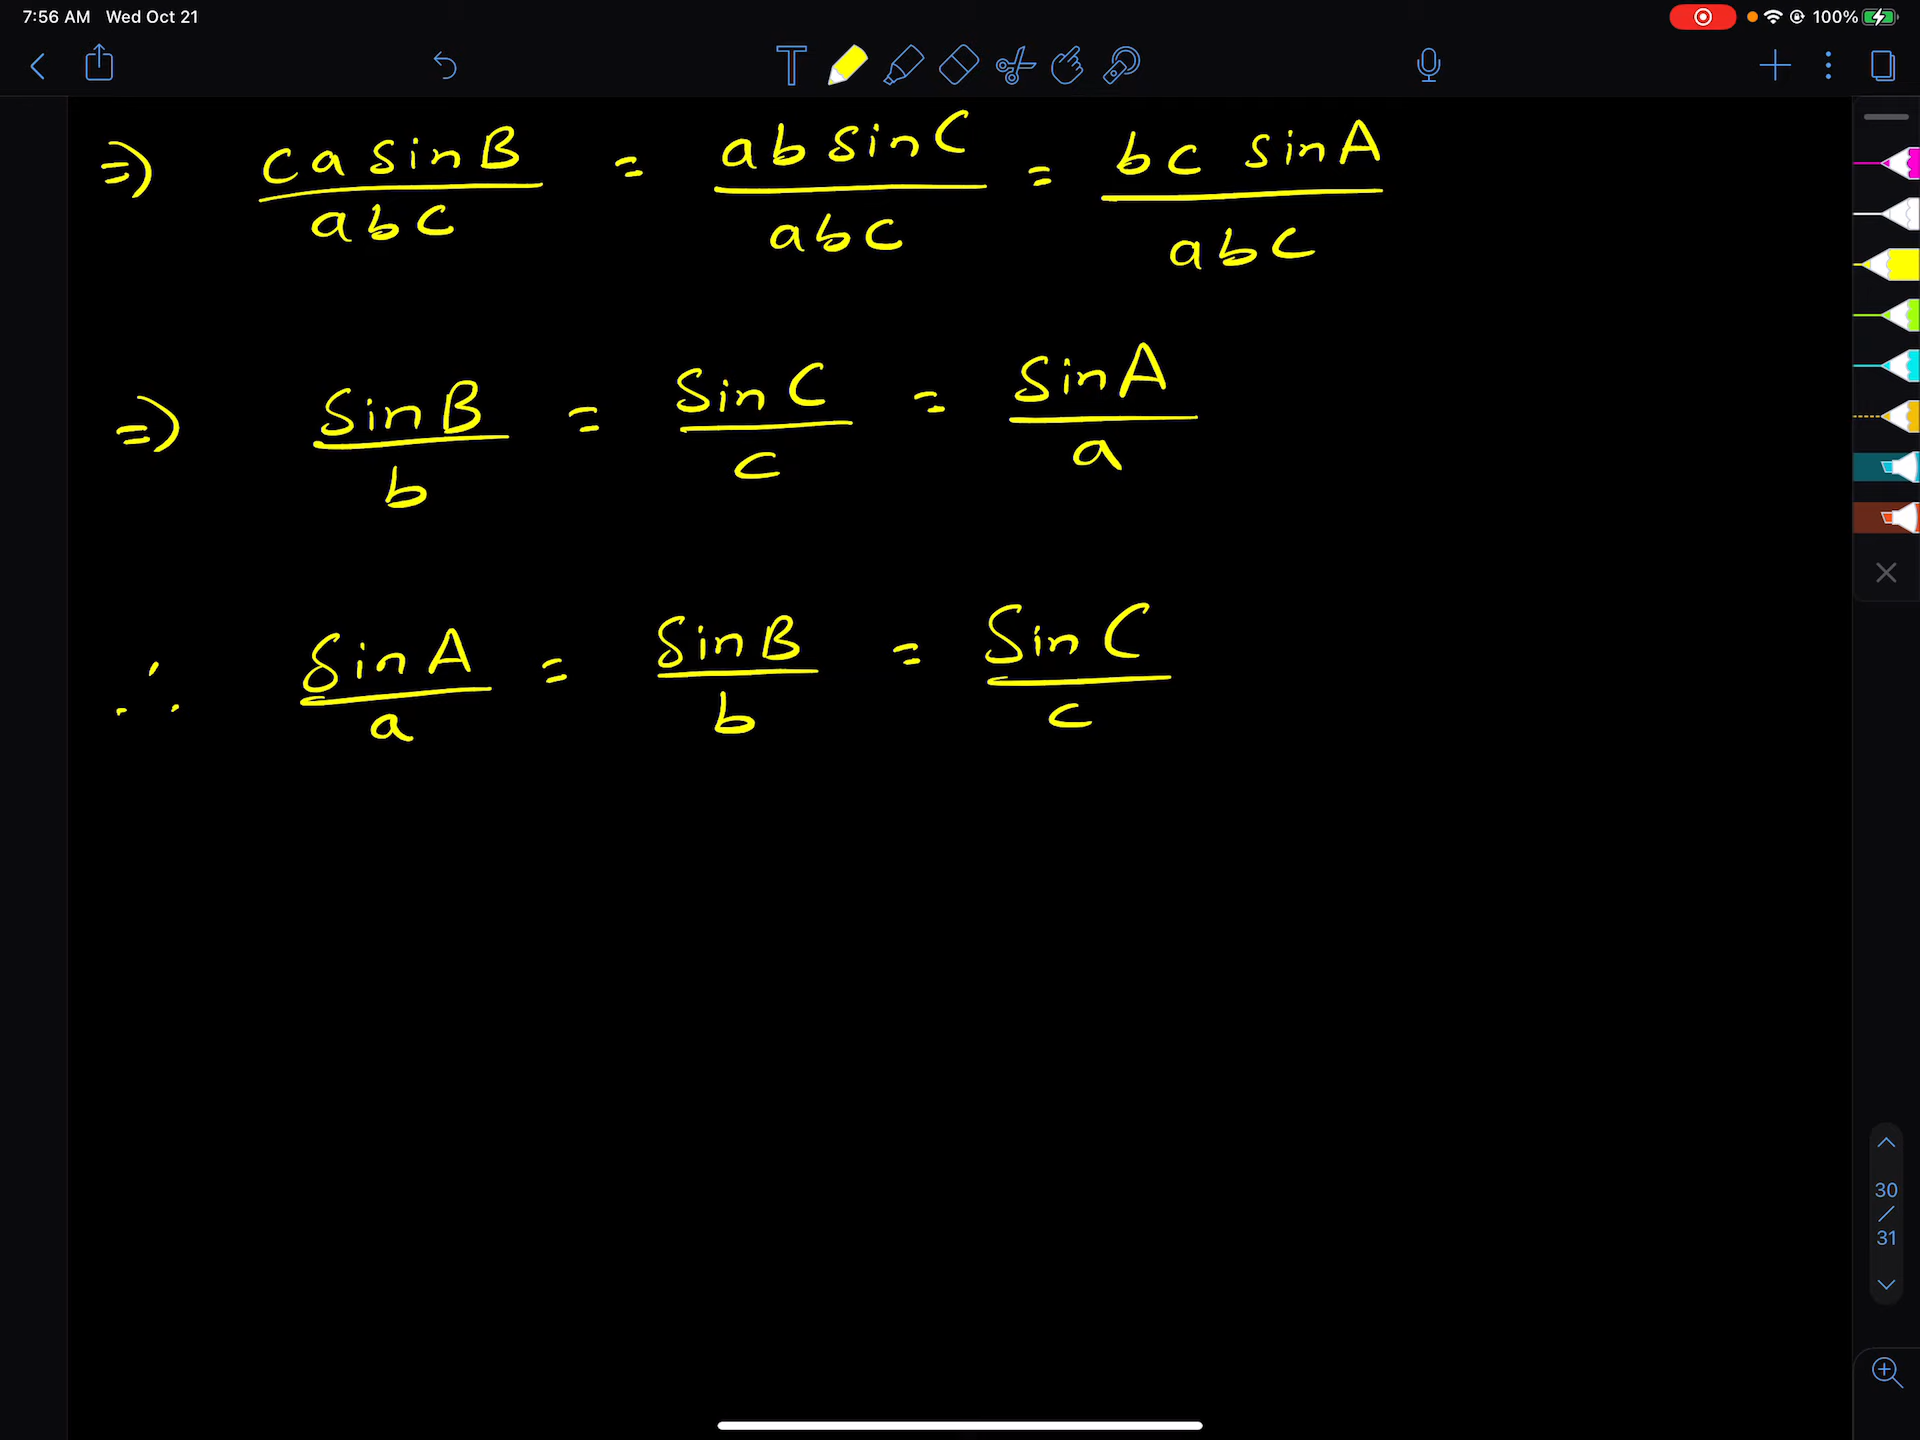 7:56 AM Wed Oct 21 100%
=> ca sin B / abc = ab sin C / abc = bc sin A / abc
=> sin B / b = sin C / c = sin A / a
∴ sin A / a = sin B / b = sin C / c
30
/
31